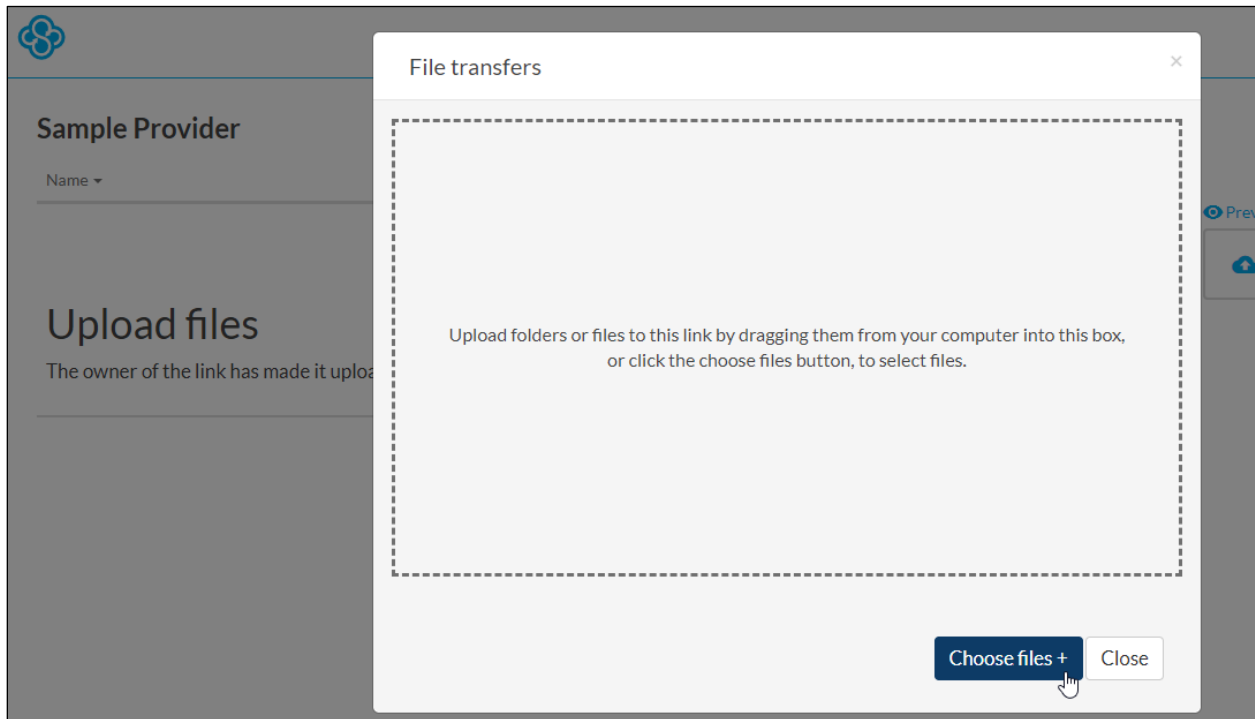 File transfers
×
Sample Provider
Name
Prev
Upload files
The owner of the link has made it uploa
Upload folders or files to this link by dragging them from your computer into this box,
or click the choose files button, to select files.
Choose files +
Close